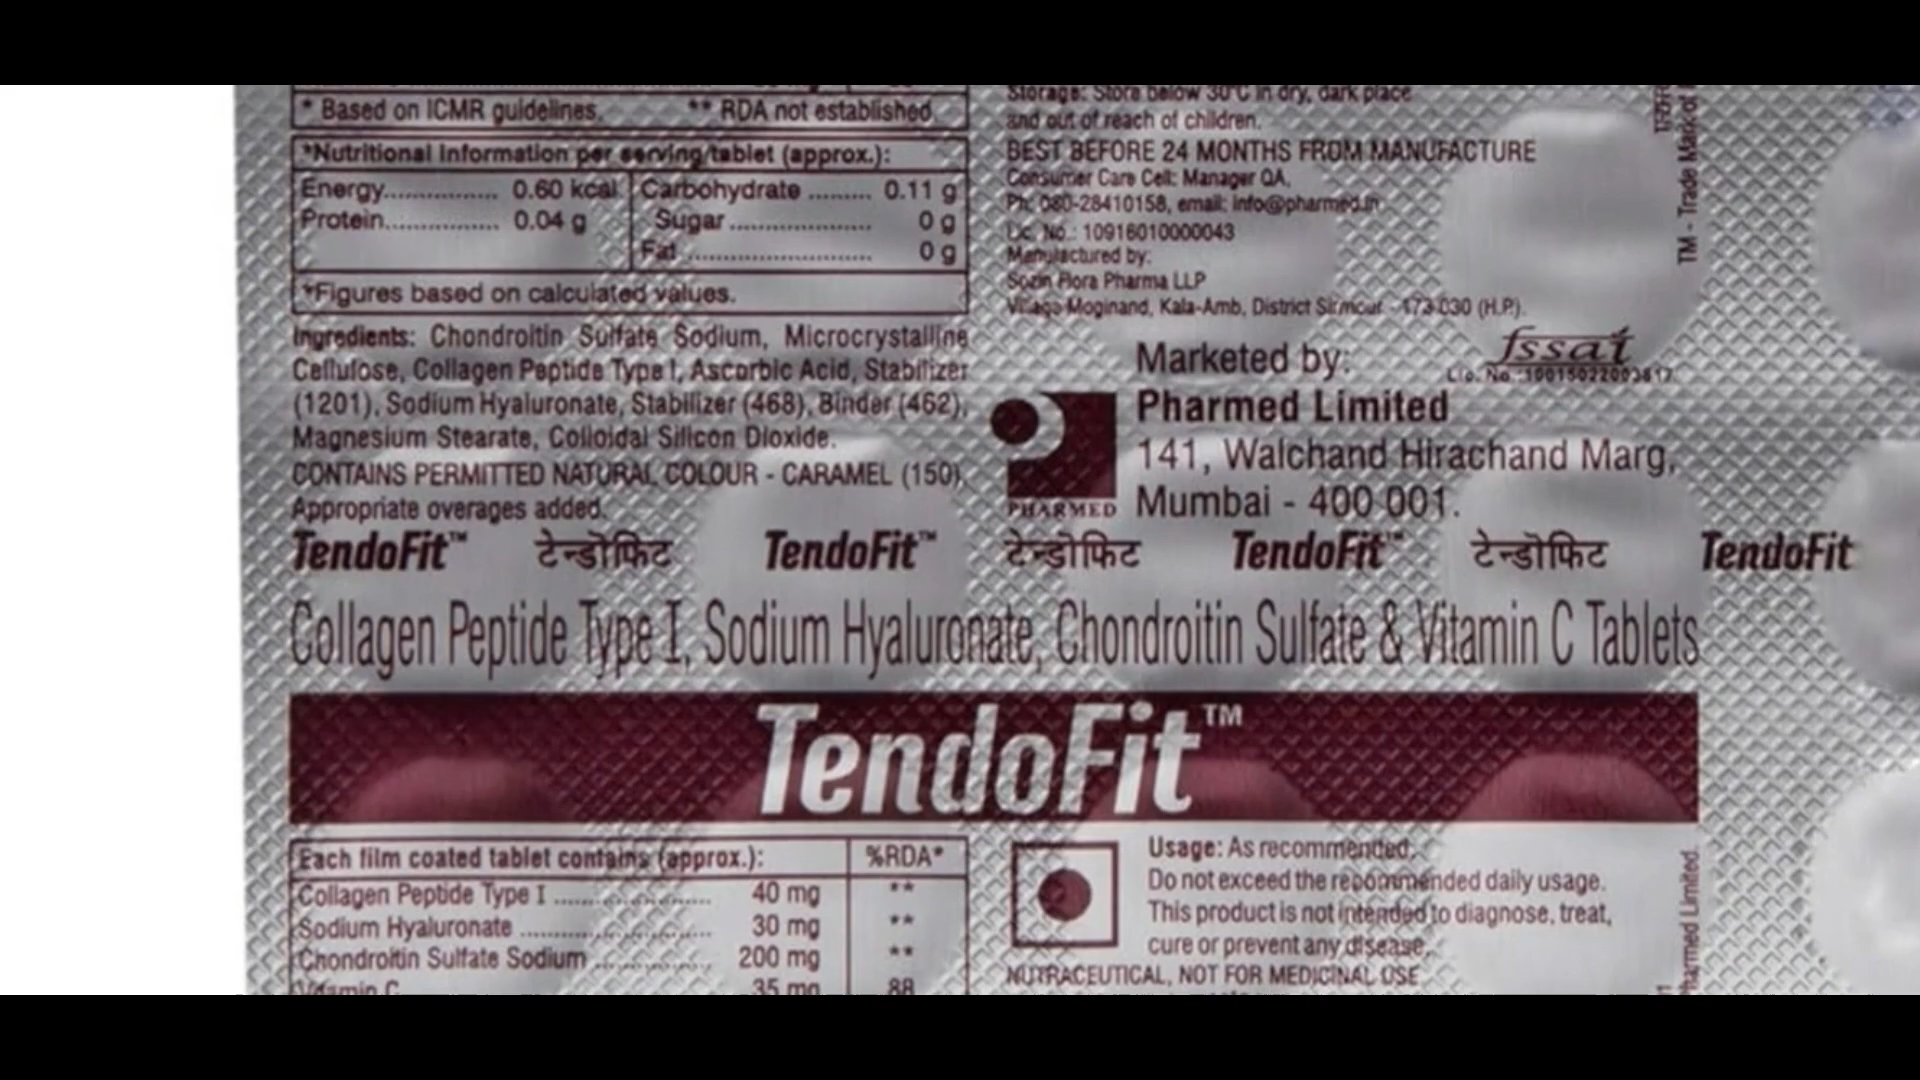 * Based on ICMR guidelines. ** RDA not established.
*Nutritional Information per serving/tablet (approx.):
Energy............... 0.60 kcal Carbohydrate ........ 0.11 g
Protein............... 0.04 g Sugar .................. 0 g
Fat ........................ 0 g
*Figures based on calculated values.
Ingredients: Chondroitin Sulfate Sodium, Microcrystalline
Cellulose, Collagen Peptide Type I, Ascorbic Acid, Stabilizer
(1201), Sodium Hyaluronate, Stabilizer (468), Binder (462),
Magnesium Stearate, Colloidal Silicon Dioxide.
CONTAINS PERMITTED NATURAL COLOUR - CARAMEL (150).
Appropriate overages added.
Storage: Store below 30°C in dry, dark place
and out of reach of children.
BEST BEFORE 24 MONTHS FROM MANUFACTURE
Consumer Care Cell: Manager QA,
Ph: 080-28410158, email: info@pharmed.in
Lic. No.: 10916010000043
Manufactured by:
Sozin Flora Pharma LLP
Village Moginand, Kala-Amb, District Sirmour - 173 030 (H.P.).
fssai
Lic. No. 10015022003817
Marketed by:
Pharmed Limited
141, Walchand Hirachand Marg,
Mumbai - 400 001.
PHARMED
TM - Trade Mark of
TendoFit™ टेन्डोफिट TendoFit™ टेन्डोफिट TendoFit™ टेन्डोफिट TendoFit
Collagen Peptide Type I, Sodium Hyaluronate, Chondroitin Sulfate & Vitamin C Tablets
TendoFit™
Each film coated tablet contains (approx.): %RDA*
Collagen Peptide Type I .................... 40 mg **
Sodium Hyaluronate ........................ 30 mg **
Chondroitin Sulfate Sodium .............. 200 mg **
Vitamin C 35 mg 88
Usage: As recommended.
Do not exceed the recommended daily usage.
This product is not intended to diagnose, treat,
cure or prevent any disease.
NUTRACEUTICAL, NOT FOR MEDICINAL USE
Pharmed Limited.